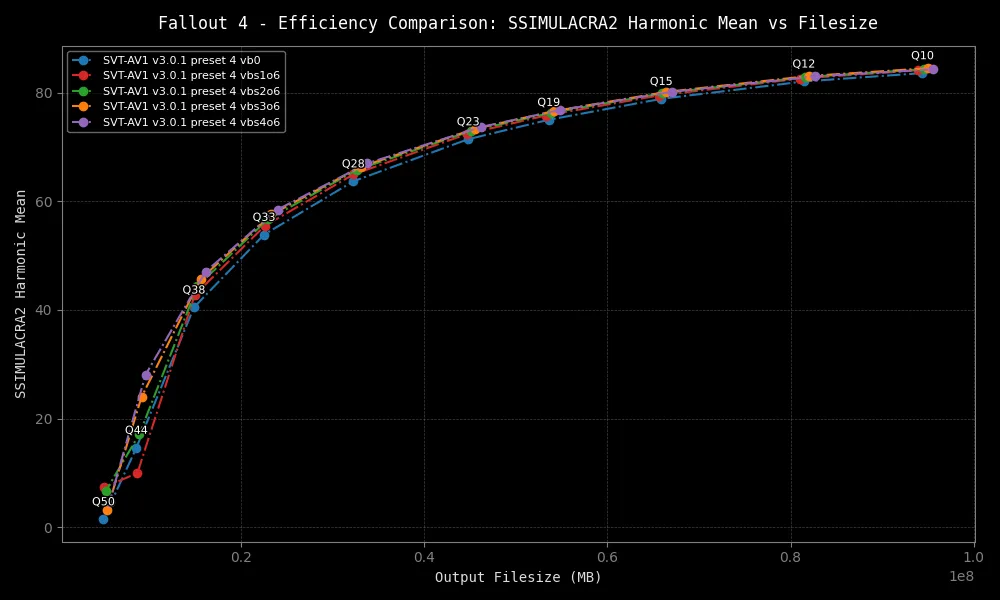 Fallout 4 - Efficiency Comparison: SSIMULACRA2 Harmonic Mean vs Filesize
SVT-AV1 v3.0.1 preset 4 vb0
SVT-AV1 v3.0.1 preset 4 vbs1o6
SVT-AV1 v3.0.1 preset 4 vbs2o6
SVT-AV1 v3.0.1 preset 4 vbs3o6
SVT-AV1 v3.0.1 preset 4 vbs4o6
Q10
Q12
Q15
Q19
Q23
Q28
Q33
Q38
Q44
Q50
80
60
40
20
0
SSIMULACRA2 Harmonic Mean
0.2
0.4
0.6
0.8
1.0
1e8
Output Filesize (MB)